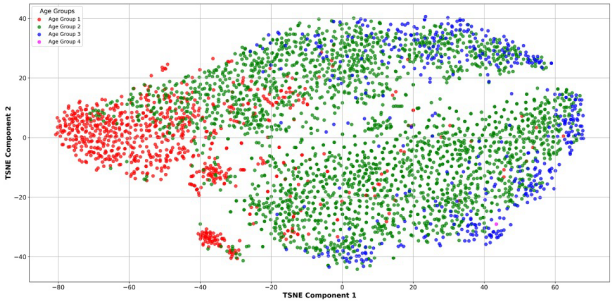 Age Groups
Age Group 1
Age Group 2
Age Group 3
Age Group 4
TSNE Component 2
40
20
0
−20
−40
−80 −60 −40 −20 0 20 40 60
TSNE Component 1